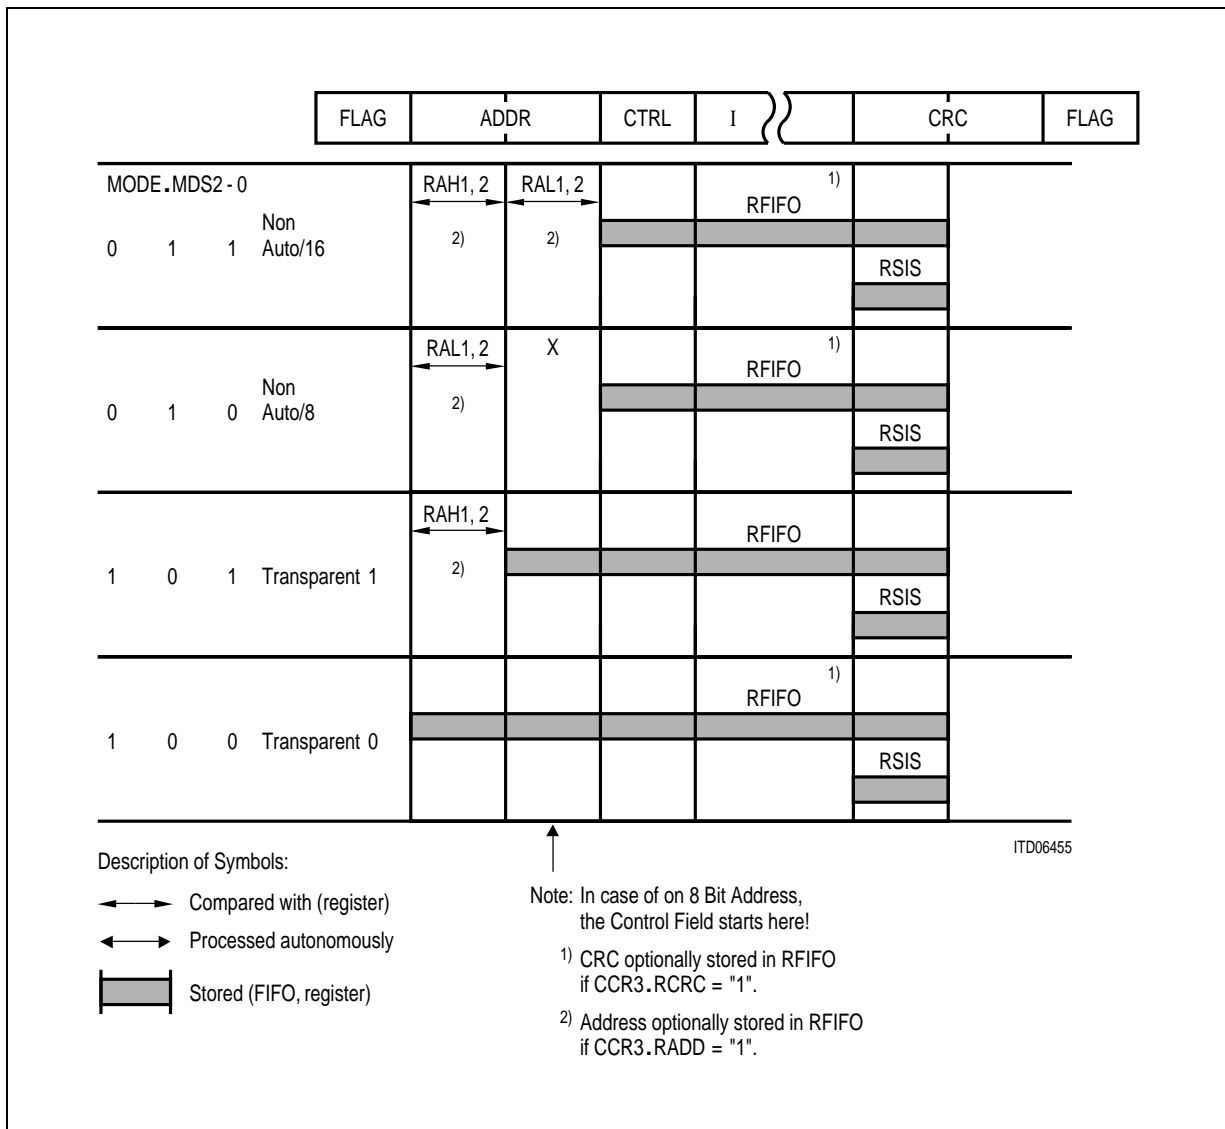 FLAG ADDR CTRL I CRC FLAG
MODE.MDS2-0 RAH1, 2 RAL1, 2 1)
RFIFO
0 1 1 Non Auto/16 2) 2)
RSIS
RAL1, 2 X 1)
RFIFO
0 1 0 Non Auto/8 2)
RSIS
RAH1, 2
RFIFO
1 0 1 Transparent 1 2)
RSIS
1)
RFIFO
1 0 0 Transparent 0
RSIS
ITD06455
Description of Symbols:
Compared with (register)
Processed autonomously
Stored (FIFO, register)
Note: In case of on 8 Bit Address,
the Control Field starts here!
1) CRC optionally stored in RFIFO
if CCR3.RCRC = "1".
2) Address optionally stored in RFIFO
if CCR3.RADD = "1".